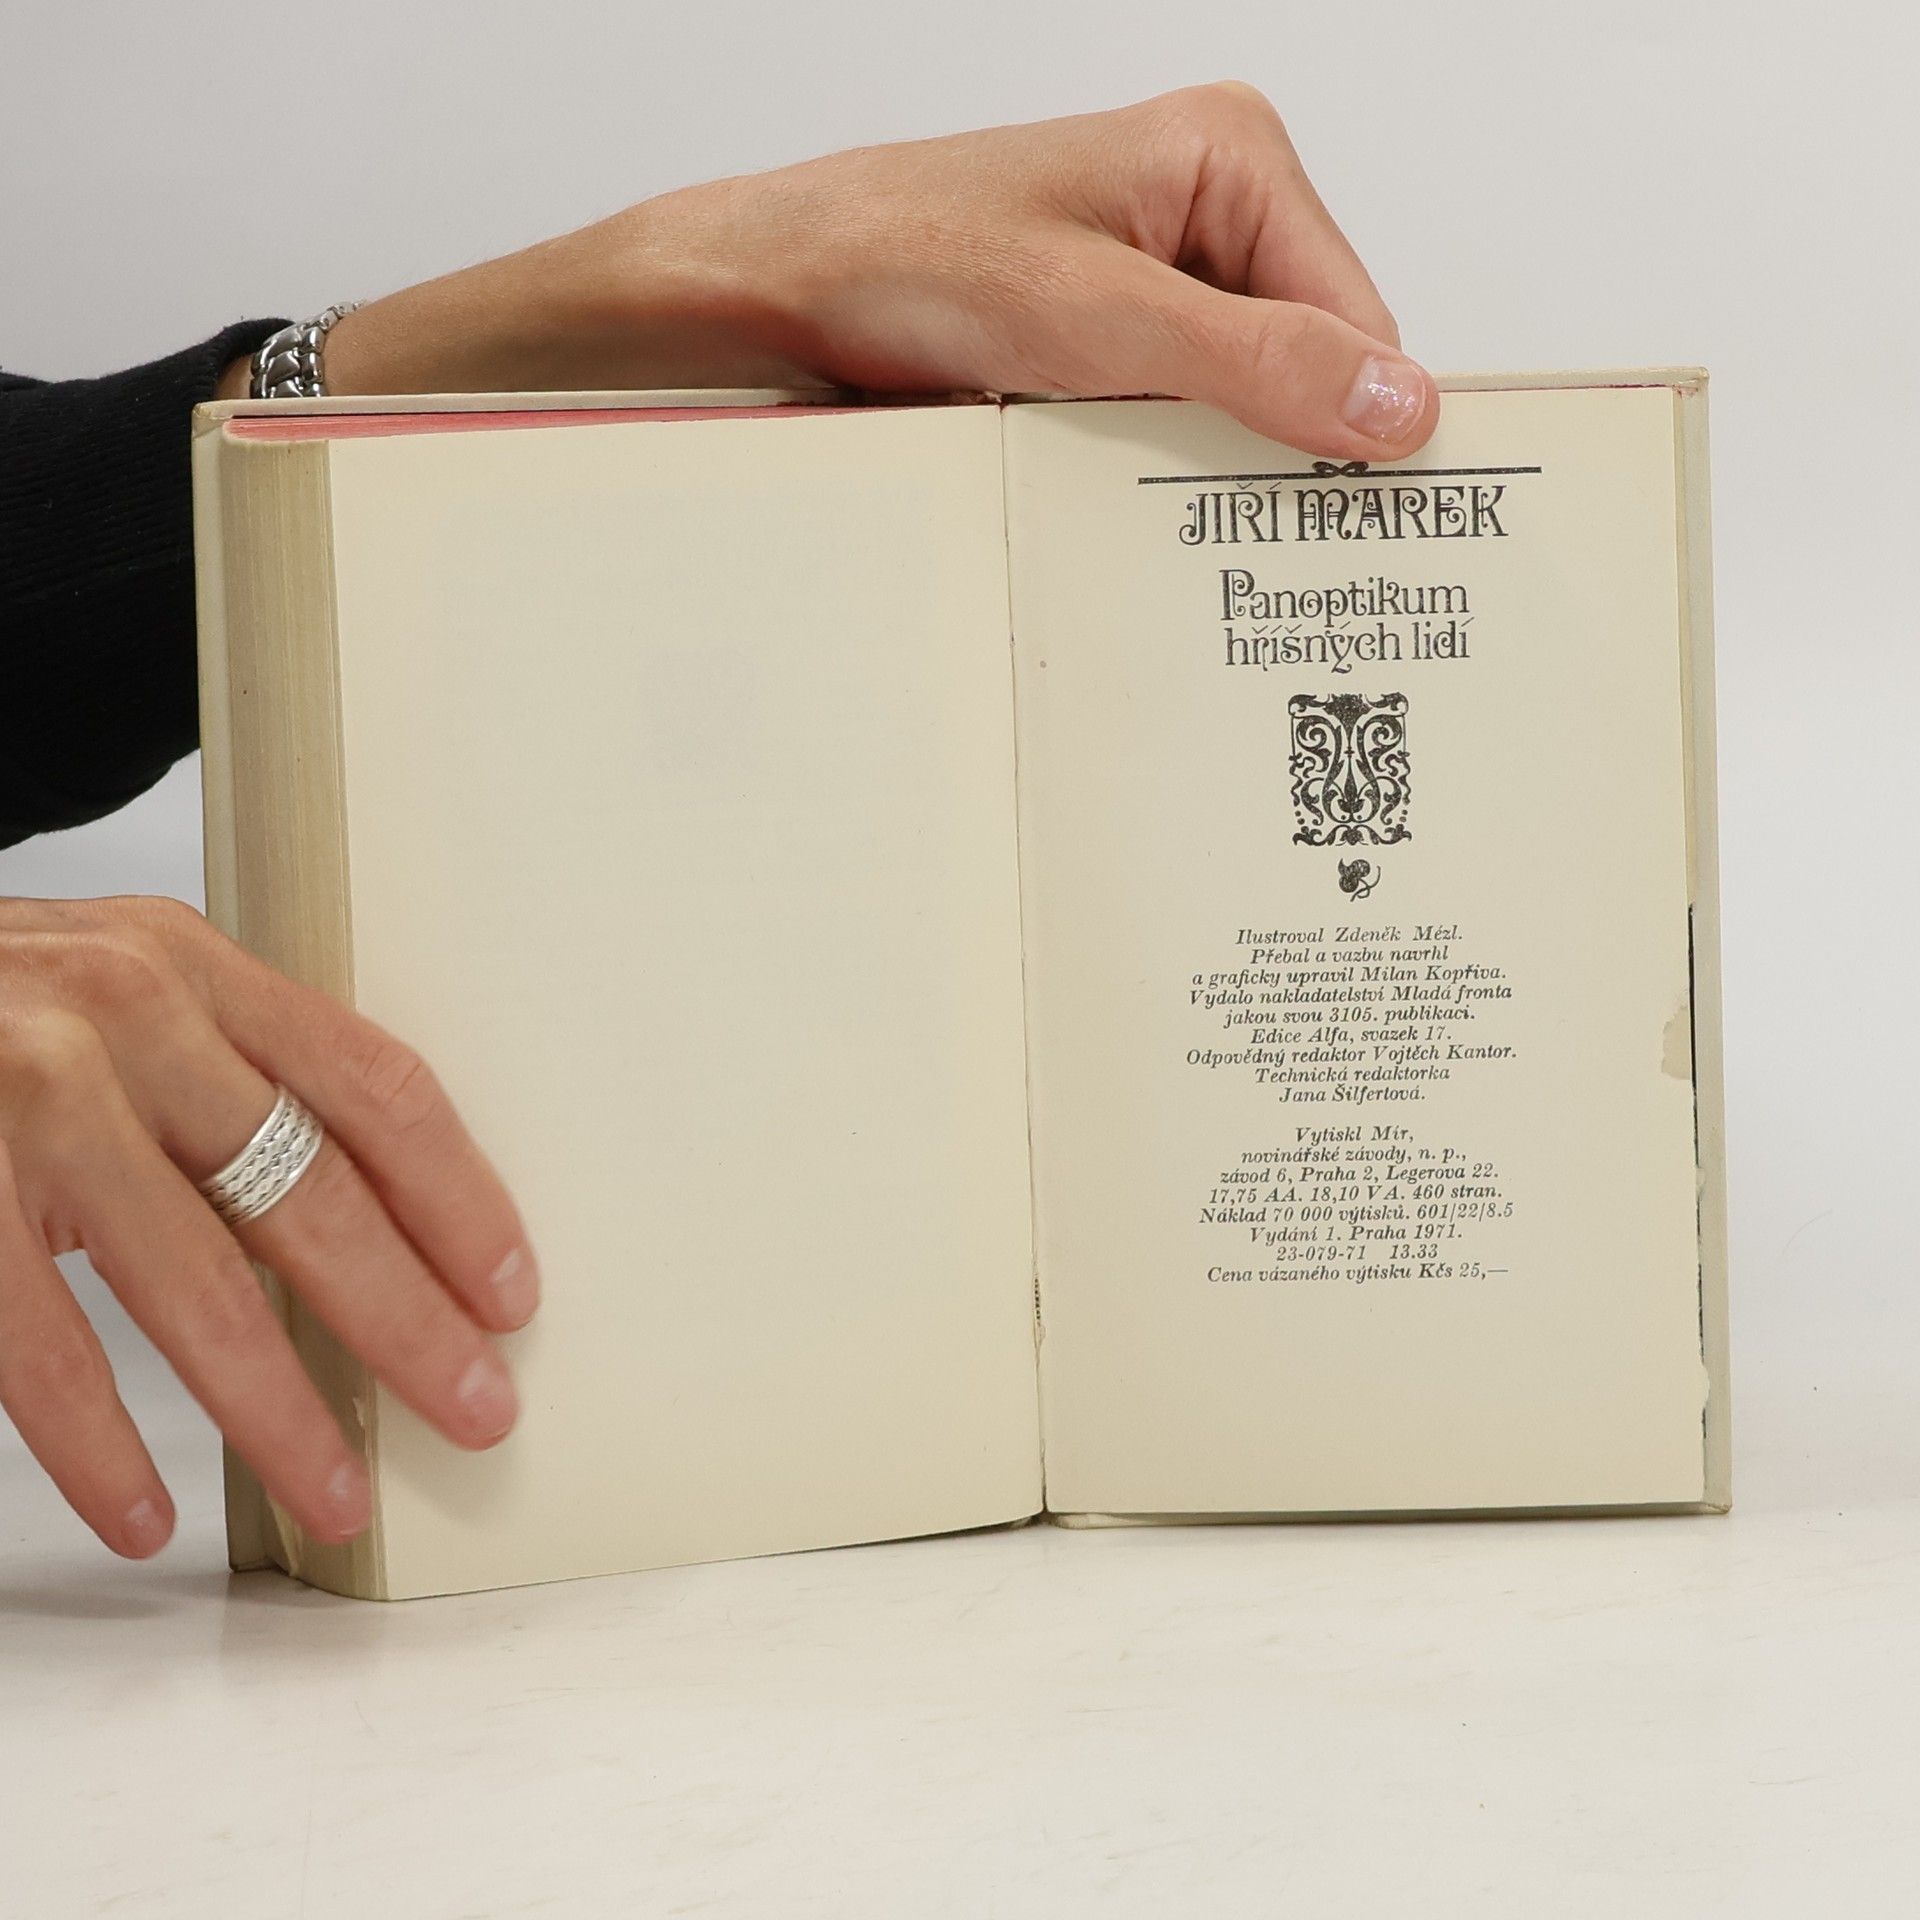 JIŘÍ MAREK
Panoptikum
hříšných lidí
Ilustroval Zdeněk Mézl.
Přebal a vazbu navrhl
a graficky upravil Milan Kopřiva.
Vydalo nakladatelství Mladá fronta
jakou svou 3105. publikaci.
Edice Alfa, svazek 17.
Odpovědný redaktor Vojtěch Kantor.
Technická redaktorka
Jana Šilfertová.
Vytiskl Mír,
novinářské závody, n. p.,
závod 6, Praha 2, Legerova 22.
17,75 AA. 18,10 VA. 460 stran.
Náklad 70 000 výtisků. 601/22/8.5
Vydání 1. Praha 1971.
23-079-71 13.33
Cena vázaného výtisku Kčs 25,—